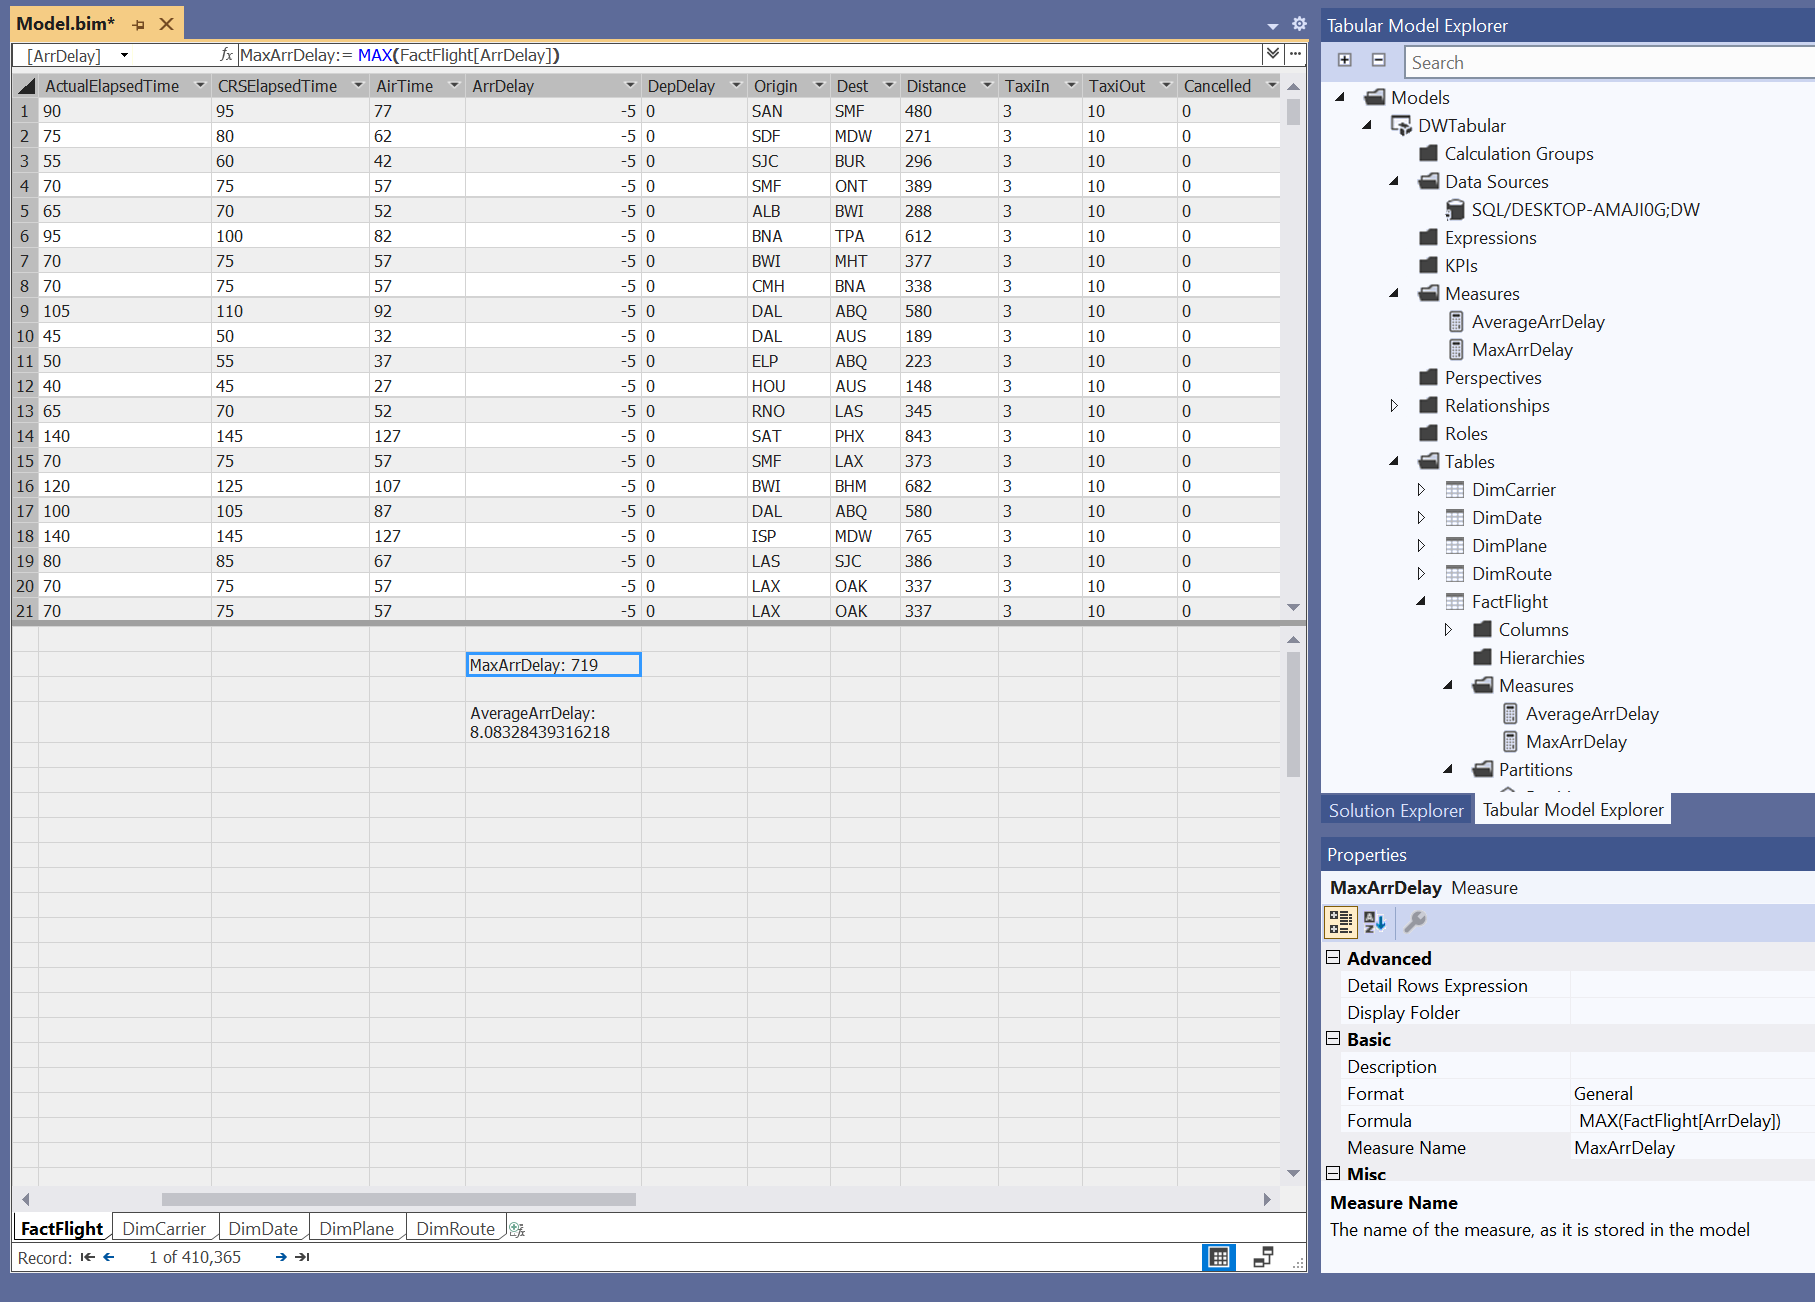 Model.bim*
[ArrDelay] fx MaxArrDelay:= MAX(FactFlight[ArrDelay])
ActualElapsedTime CRSElapsedTime AirTime ArrDelay DepDelay Origin Dest Distance TaxiIn TaxiOut Cancelled
1 90 95 77 -5 0 SAN SMF 480 3 10 0
2 75 80 62 -5 0 SDF MDW 271 3 10 0
3 55 60 42 -5 0 SJC BUR 296 3 10 0
4 70 75 57 -5 0 SMF ONT 389 3 10 0
5 65 70 52 -5 0 ALB BWI 288 3 10 0
6 95 100 82 -5 0 BNA TPA 612 3 10 0
7 70 75 57 -5 0 BWI MHT 377 3 10 0
8 70 75 57 -5 0 CMH BNA 338 3 10 0
9 105 110 92 -5 0 DAL ABQ 580 3 10 0
10 45 50 32 -5 0 DAL AUS 189 3 10 0
11 50 55 37 -5 0 ELP ABQ 223 3 10 0
12 40 45 27 -5 0 HOU AUS 148 3 10 0
13 65 70 52 -5 0 RNO LAS 345 3 10 0
14 140 145 127 -5 0 SAT PHX 843 3 10 0
15 70 75 57 -5 0 SMF LAX 373 3 10 0
16 120 125 107 -5 0 BWI BHM 682 3 10 0
17 100 105 87 -5 0 DAL ABQ 580 3 10 0
18 140 145 127 -5 0 ISP MDW 765 3 10 0
19 80 85 67 -5 0 LAS SJC 386 3 10 0
20 70 75 57 -5 0 LAX OAK 337 3 10 0
21 70 75 57 -5 0 LAX OAK 337 3 10 0
MaxArrDelay: 719
AverageArrDelay:
8.08328439316218
FactFlight DimCarrier DimDate DimPlane DimRoute
Record: 1 of 410,365
Tabular Model Explorer
Search
Models
DWTabular
Calculation Groups
Data Sources
SQL/DESKTOP-AMAJI0G;DW
Expressions
KPIs
Measures
AverageArrDelay
MaxArrDelay
Perspectives
Relationships
Roles
Tables
DimCarrier
DimDate
DimPlane
DimRoute
FactFlight
Columns
Hierarchies
Measures
AverageArrDelay
MaxArrDelay
Partitions
Solution Explorer Tabular Model Explorer
Properties
MaxArrDelay Measure
Advanced
Detail Rows Expression
Display Folder
Basic
Description
Format General
Formula MAX(FactFlight[ArrDelay])
Measure Name MaxArrDelay
Misc
Measure Name
The name of the measure, as it is stored in the model